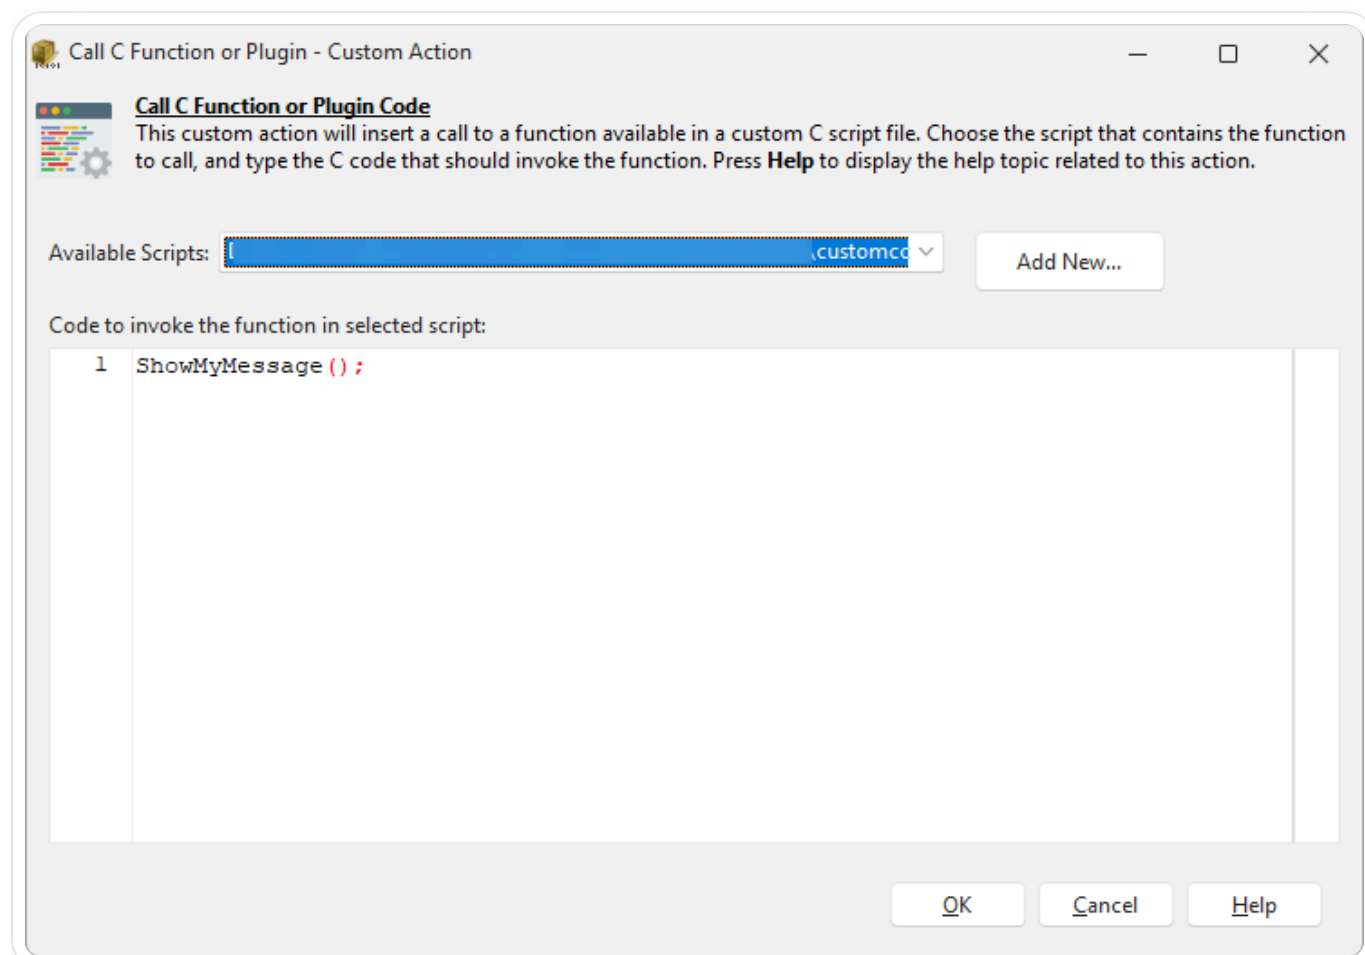 Call C Function or Plugin - Custom Action
Call C Function or Plugin Code
This custom action will insert a call to a function available in a custom C script file. Choose the script that contains the function
to call, and type the C code that should invoke the function. Press Help to display the help topic related to this action.
Available Scripts: [ \customcc
Add New...
Code to invoke the function in selected script:
1 ShowMyMessage();
OK Cancel Help